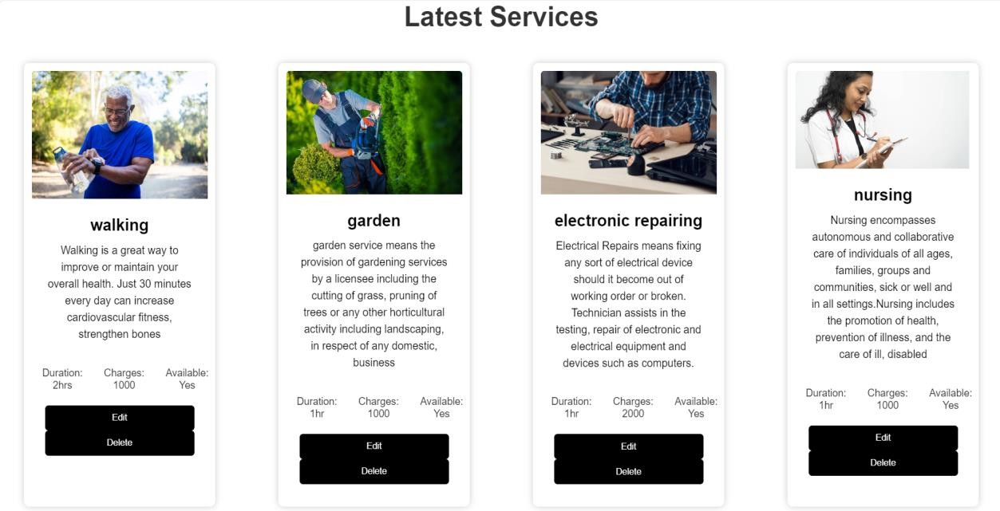 Latest Services
walking
Walking is a great way to
improve or maintain your
overall health. Just 30 minutes
every day can increase
cardiovascular fitness,
strengthen bones
Duration:
2hrs
Charges:
1000
Available:
Yes
Edit
Delete
garden
garden service means the
provision of gardening services
by a licensee including the
cutting of grass, pruning of
trees or any other horticultural
activity including landscaping,
in respect of any domestic,
business
Duration:
1hr
Charges:
1000
Available:
Yes
Edit
Delete
electronic repairing
Electrical Repairs means fixing
any sort of electrical device
should it become out of
working order or broken.
Technician assists in the
testing, repair of electronic and
electrical equipment and
devices such as computers.
Duration:
1hr
Charges:
2000
Available:
Yes
Edit
Delete
nursing
Nursing encompasses
autonomous and collaborative
care of individuals of all ages,
families, groups and
communities, sick or well and
in all settings.Nursing includes
the promotion of health,
prevention of illness, and the
care of ill, disabled
Duration:
1hr
Charges:
1000
Available:
Yes
Edit
Delete